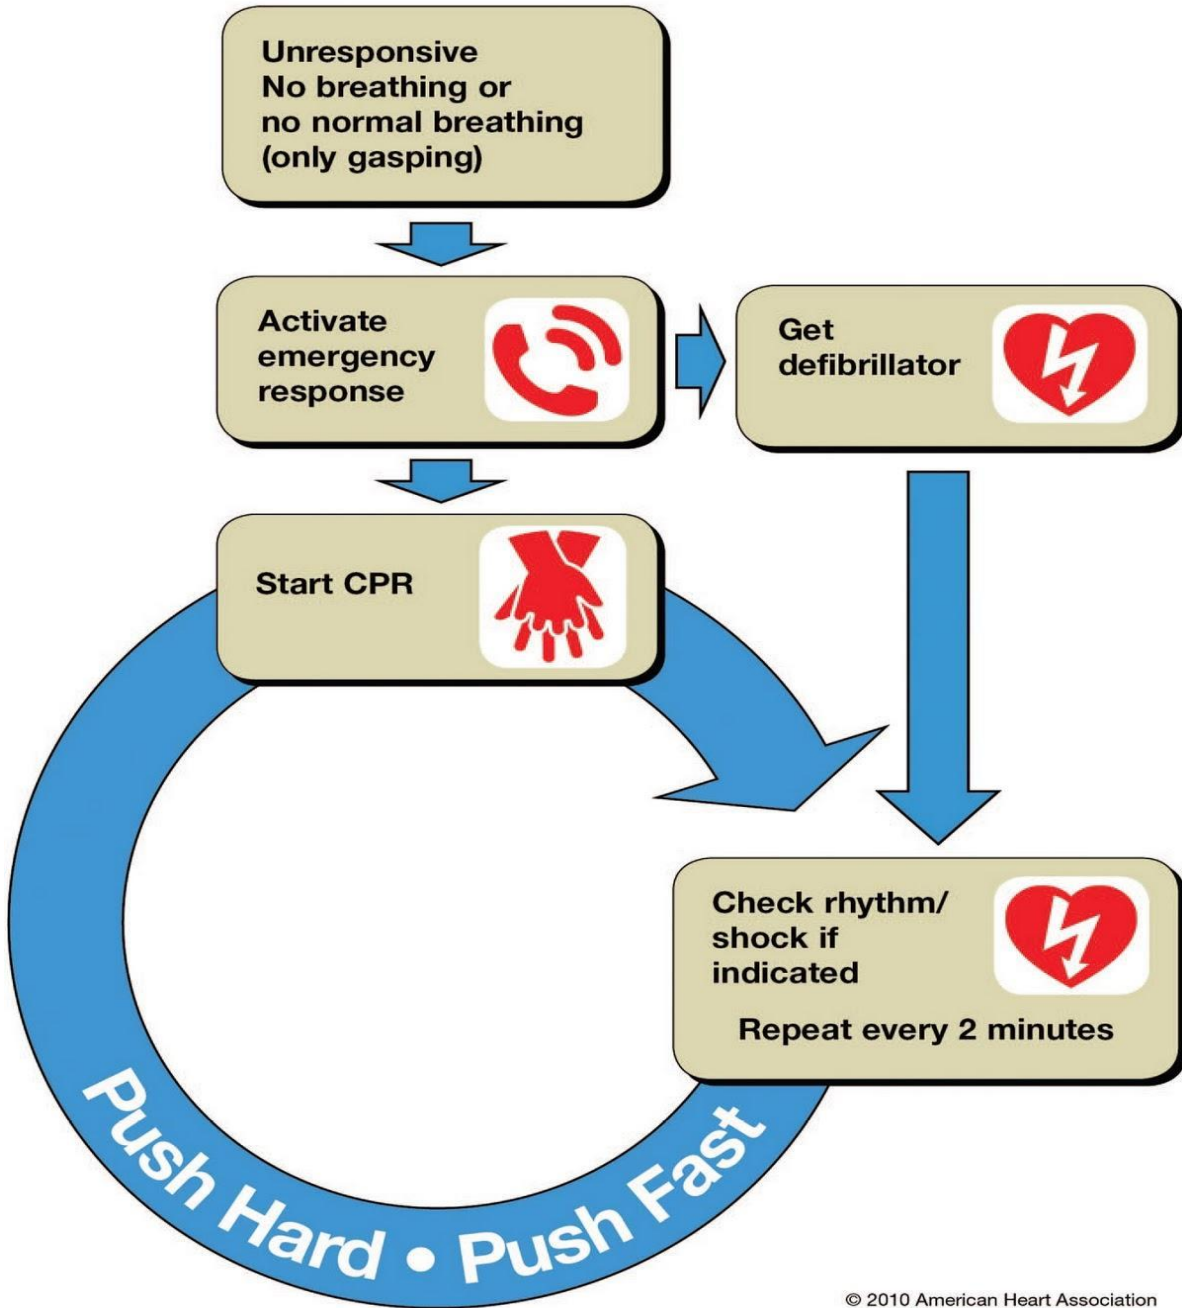 Unresponsive
No breathing or
no normal breathing
(only gasping)
Activate
emergency
response
Get
defibrillator
Start CPR
Check rhythm/
shock if
indicated
Repeat every 2 minutes
Push Hard • Push Fast
© 2010 American Heart Association